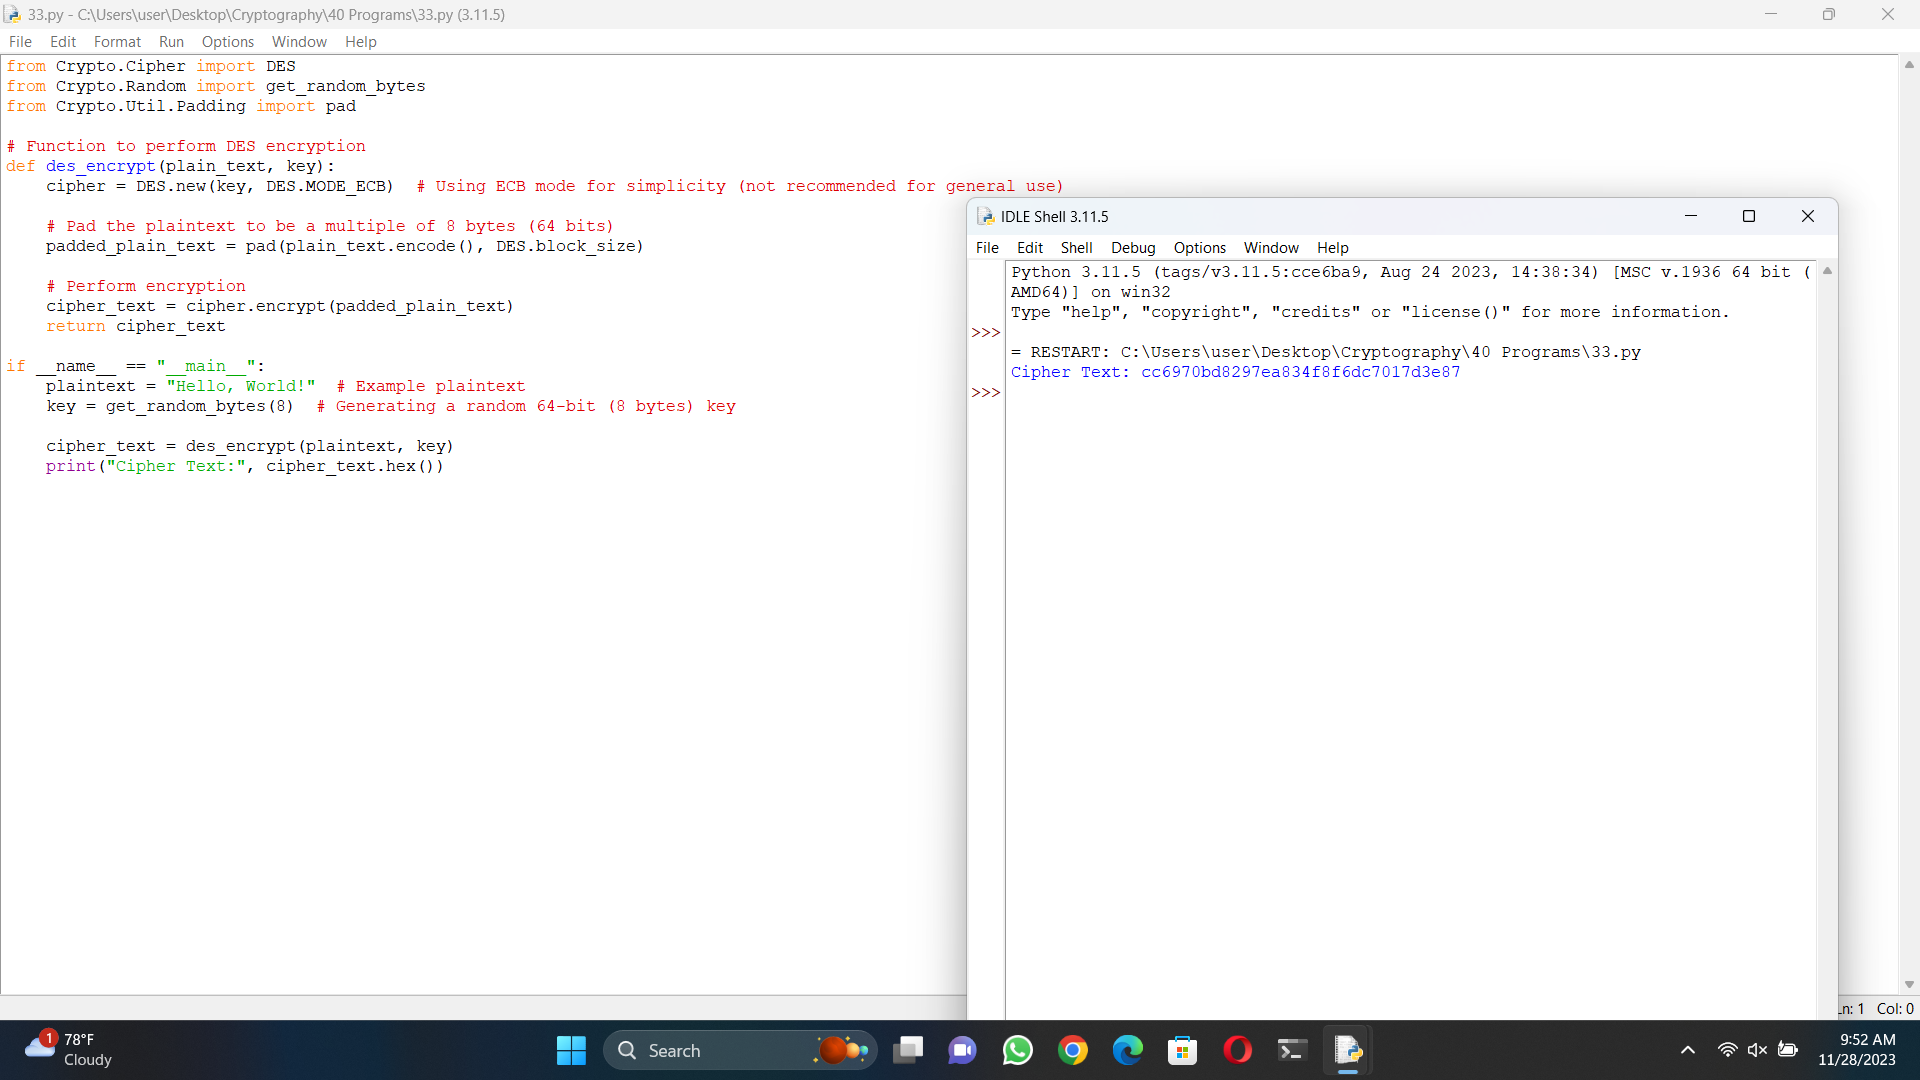 33.py - C:\Users\user\Desktop\Cryptography\40 Programs\33.py (3.11.5)
File Edit Format Run Options Window Help
from Crypto.Cipher import DES
from Crypto.Random import get_random_bytes
from Crypto.Util.Padding import pad
# Function to perform DES encryption
def des_encrypt(plain_text, key):
    cipher = DES.new(key, DES.MODE_ECB)  # Using ECB mode for simplicity (not recommended for general use)
    # Pad the plaintext to be a multiple of 8 bytes (64 bits)
    padded_plain_text = pad(plain_text.encode(), DES.block_size)
    # Perform encryption
    cipher_text = cipher.encrypt(padded_plain_text)
    return cipher_text
if __name__ == "__main__":
    plaintext = "Hello, World!"  # Example plaintext
    key = get_random_bytes(8)  # Generating a random 64-bit (8 bytes) key
    cipher_text = des_encrypt(plaintext, key)
    print("Cipher Text:", cipher_text.hex())
IDLE Shell 3.11.5
File Edit Shell Debug Options Window Help
Python 3.11.5 (tags/v3.11.5:cce6ba9, Aug 24 2023, 14:38:34) [MSC v.1936 64 bit (
AMD64)] on win32
Type "help", "copyright", "credits" or "license()" for more information.
>>>
= RESTART: C:\Users\user\Desktop\Cryptography\40 Programs\33.py
Cipher Text: cc6970bd8297ea834f8f6dc7017d3e87
>>>
Ln: 1 Col: 0
1
78°F
Cloudy
Search
9:52 AM
11/28/2023